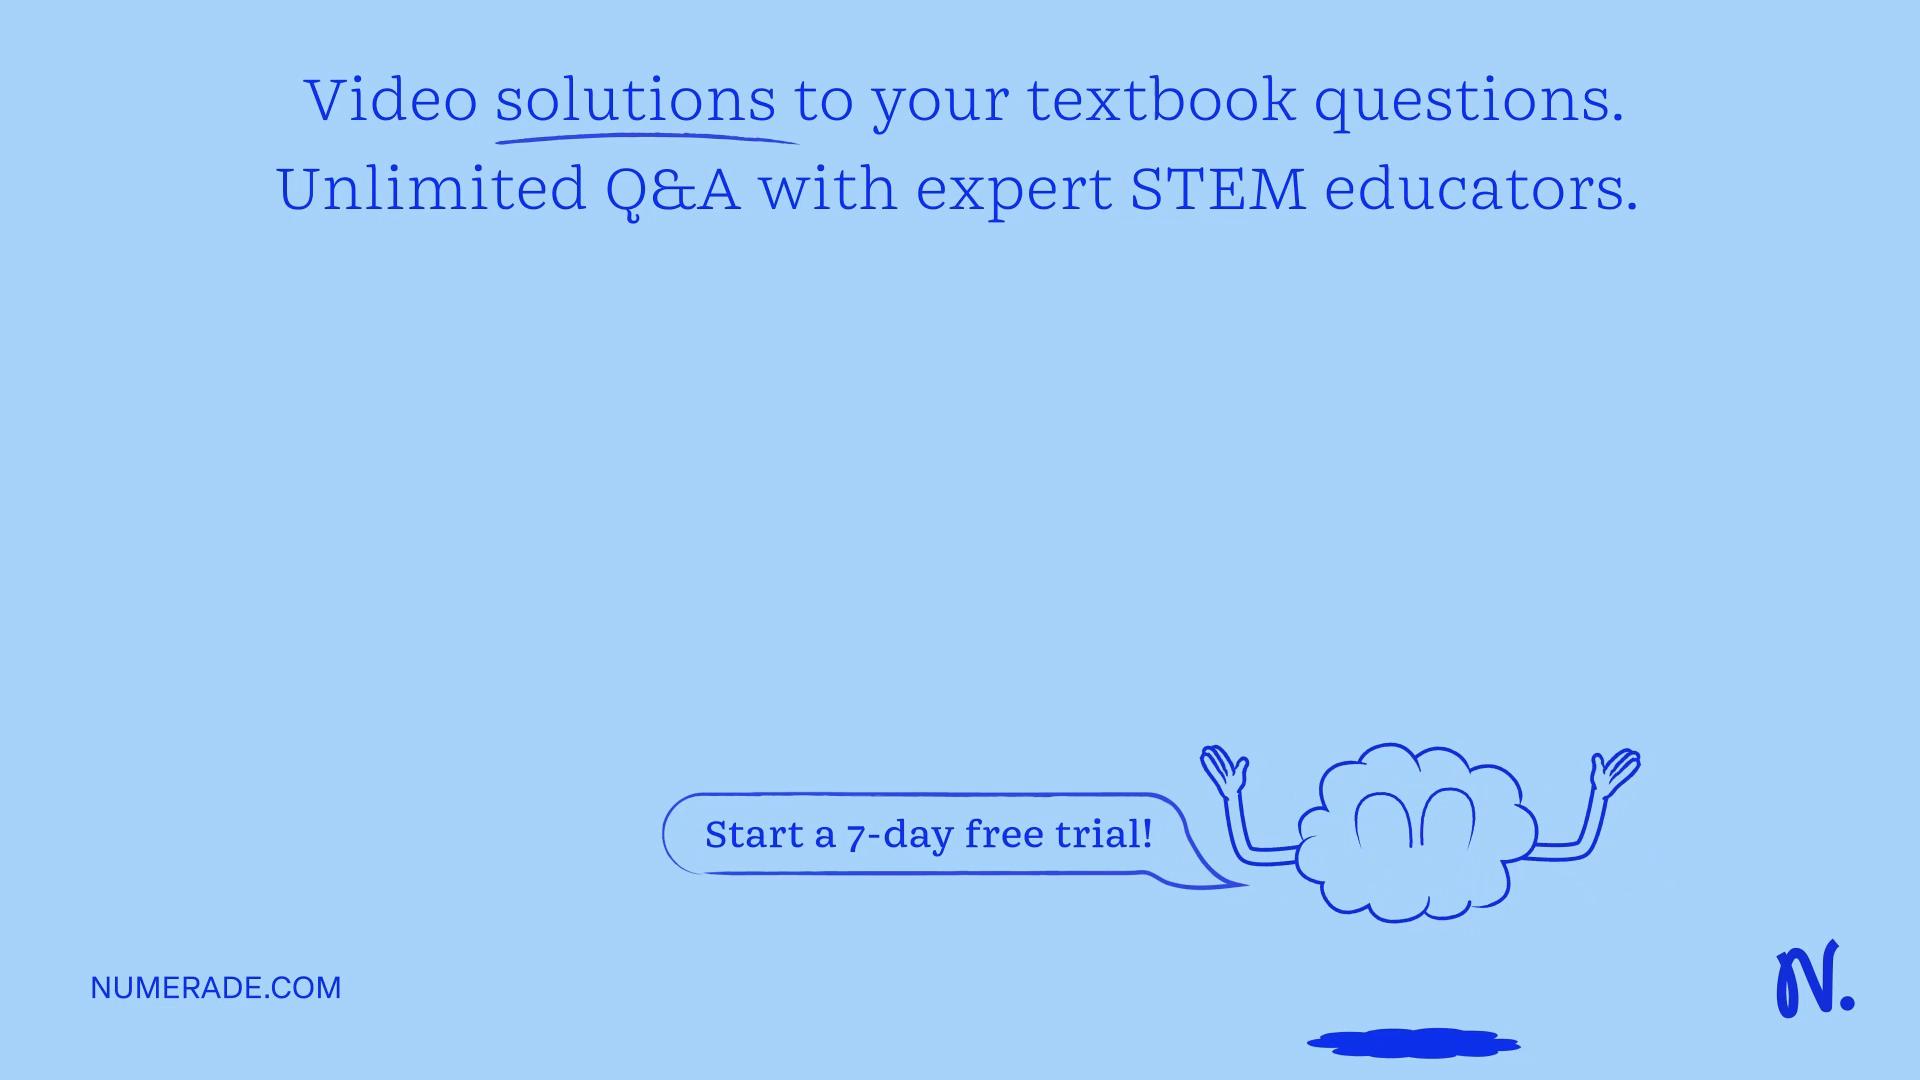 Video solutions to your textbook questions.
Unlimited Q&A with expert STEM educators.
Start a 7-day free trial!
NUMERADE.COM
N.